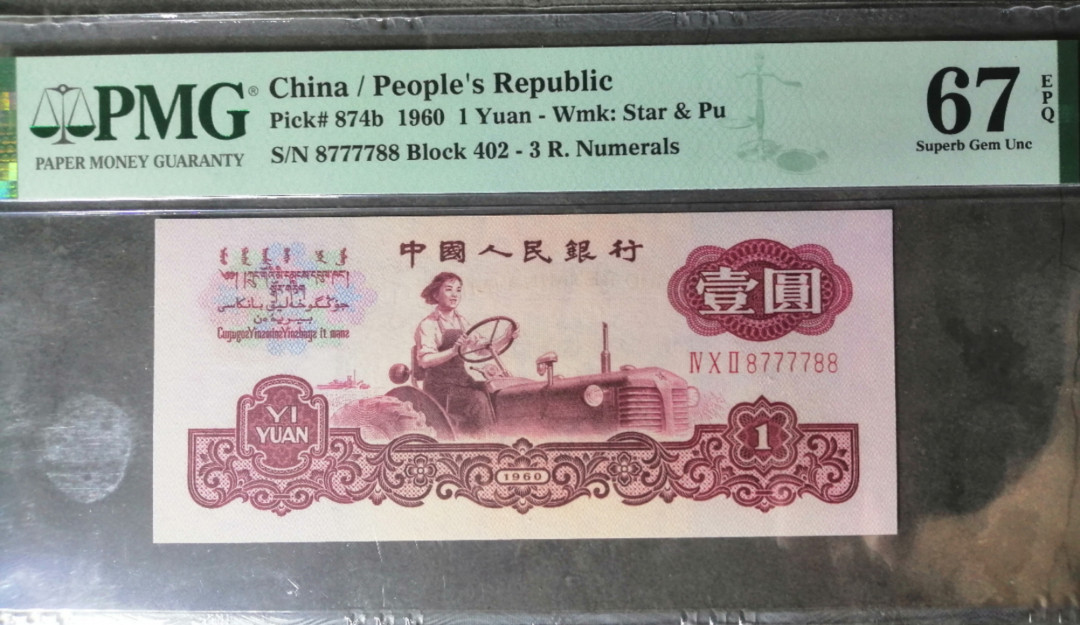 PMG®
PAPER MONEY GUARANTY
China / People's Republic
Pick# 874b 1960 1 Yuan - Wmk: Star & Pu
S/N 8777788 Block 402 - 3 R. Numerals
67
EPQ
Superb Gem Unc
中國人民銀行
壹圓
ⅣⅩⅡ8777788
YI
YUAN
1960
1